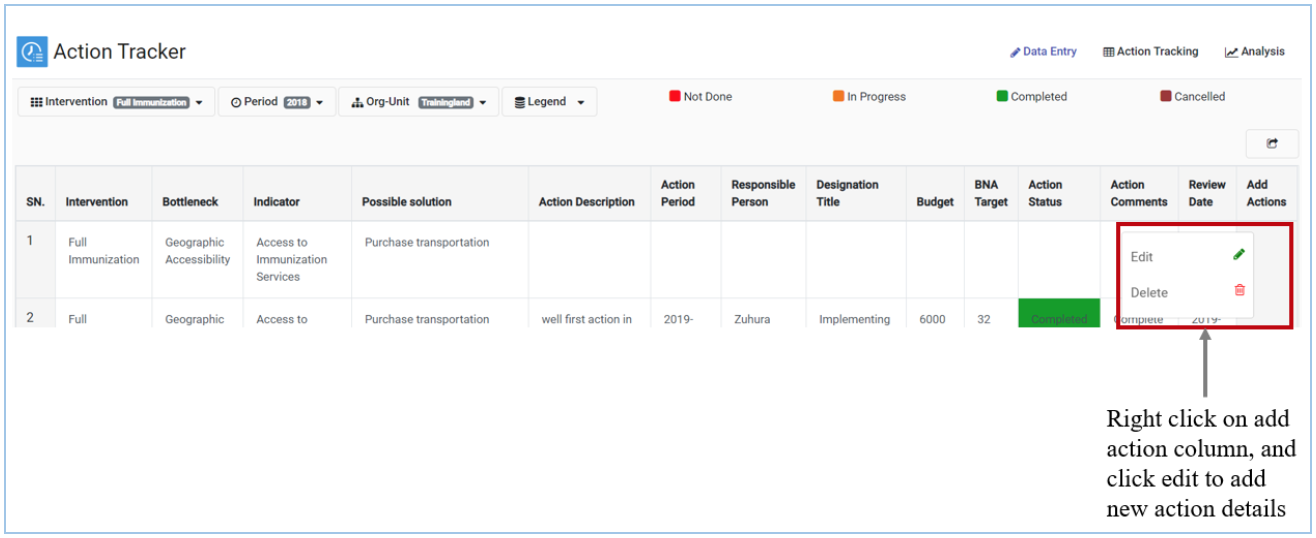 Action Tracker
Data Entry Action Tracking Analysis
Intervention Full Immunization Period 2018 Org-Unit Trainingland Legend Not Done In Progress Completed Cancelled
SN. Intervention Bottleneck Indicator Possible solution Action Description Action Period Responsible Person Designation Title Budget BNA Target Action Status Action Comments Review Date Add Actions
1 Full Immunization Geographic Accessibility Access to Immunization Services Purchase transportation
Edit
Delete
2 Full Geographic Access to Purchase transportation well first action in 2019- Zuhura Implementing 6000 32 Completed Complete 2019-
Right click on add
action column, and
click edit to add
new action details